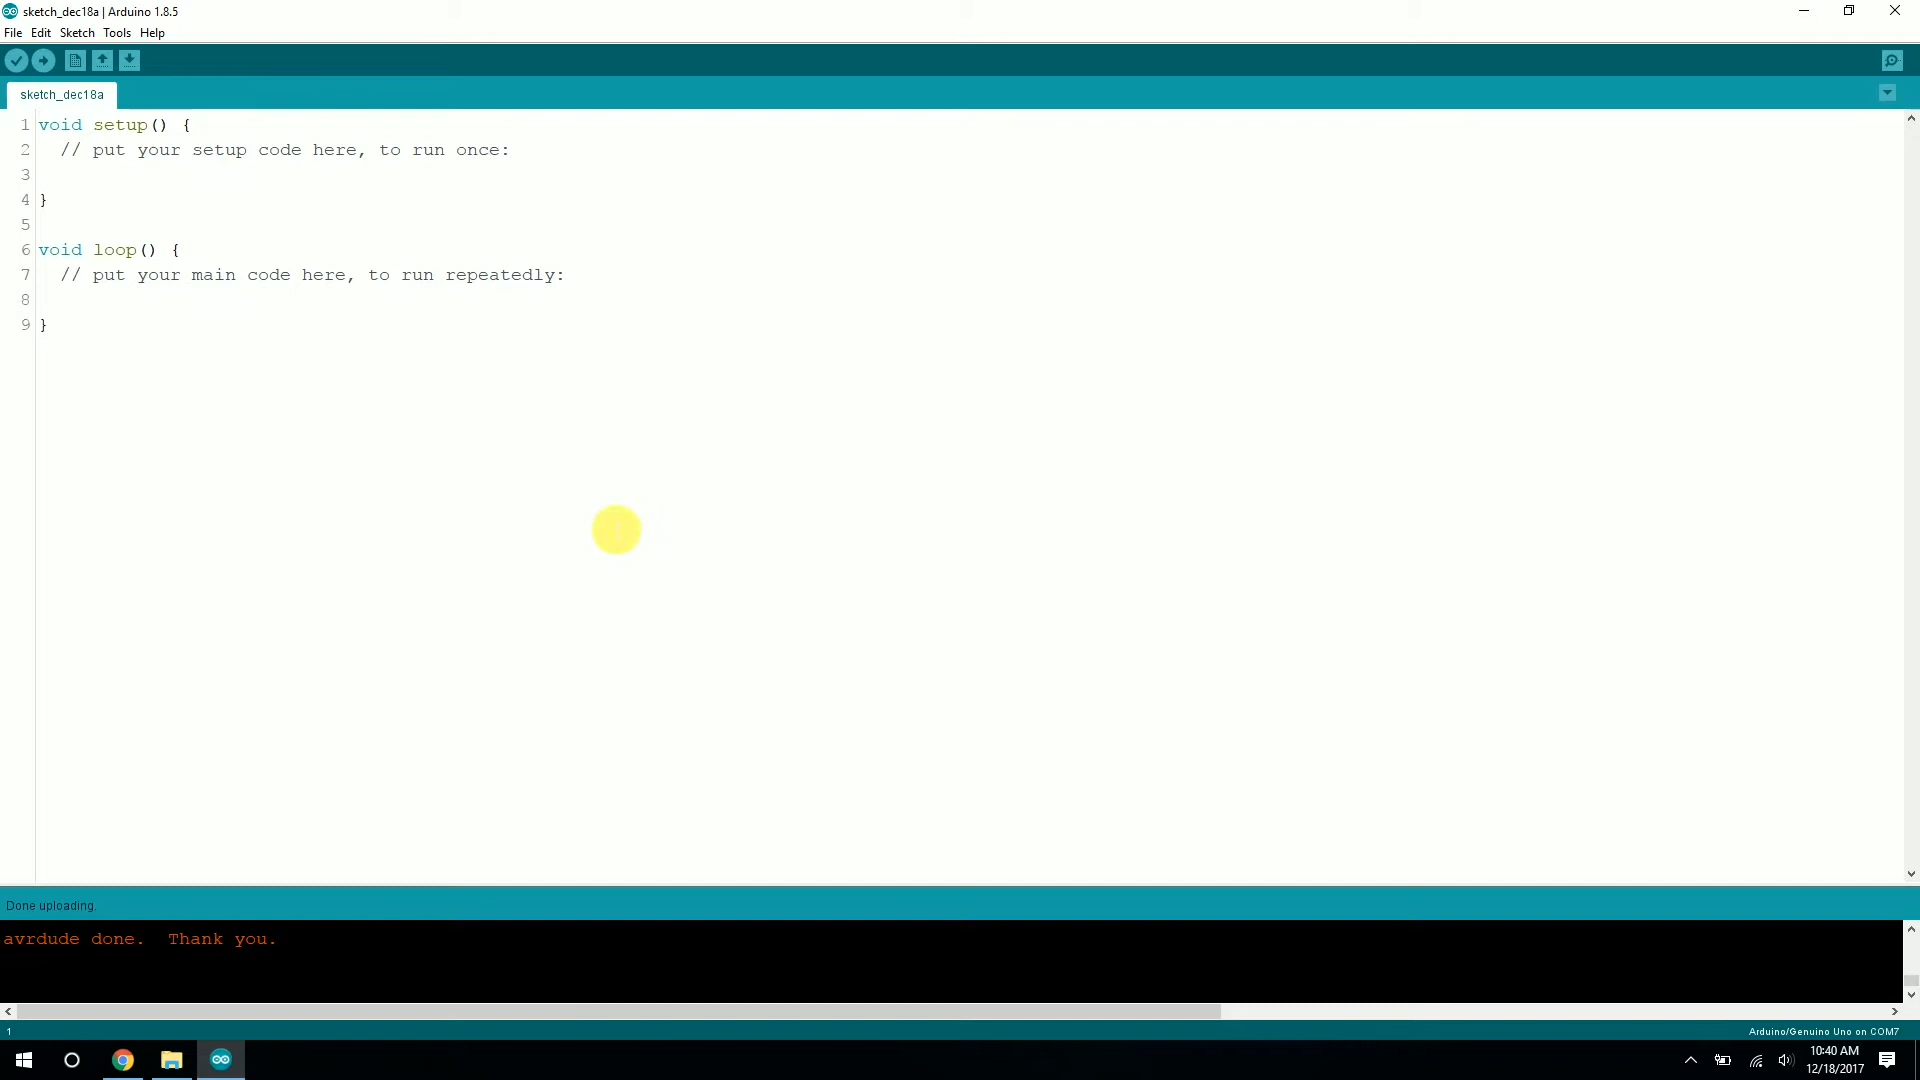 sketch_dec18a | Arduino 1.8.5
File Edit Sketch Tools Help
sketch_dec18a
1 void setup() {
2 // put your setup code here, to run once:
3
4 }
5
6 void loop() {
7 // put your main code here, to run repeatedly:
8
9 }
Done uploading.
avrdude done.  Thank you.
1 Arduino/Genuino Uno on COM7
10:40 AM
12/18/2017